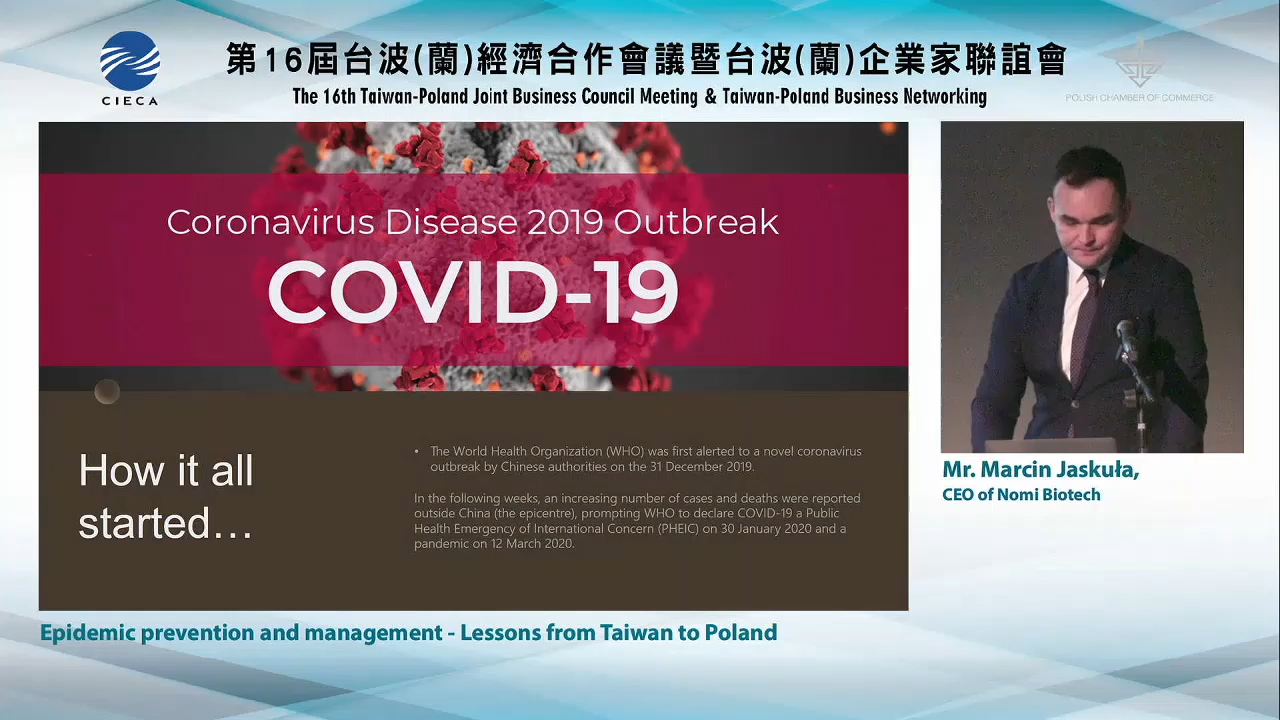 CIECA
第16屆台波(蘭)經濟合作會議暨台波(蘭)企業家聯誼會
The 16th Taiwan-Poland Joint Business Council Meeting & Taiwan-Poland Business Networking
POLISH CHAMBER OF COMMERCE
Coronavirus Disease 2019 Outbreak
COVID-19
How it all
started…
• The World Health Organization (WHO) was first alerted to a novel coronavirus
outbreak by Chinese authorities on the 31 December 2019.
In the following weeks, an increasing number of cases and deaths were reported
outside China (the epicentre), prompting WHO to declare COVID-19 a Public
Health Emergency of International Concern (PHEIC) on 30 January 2020 and a
pandemic on 12 March 2020.
Mr. Marcin Jaskuła,
CEO of Nomi Biotech
Epidemic prevention and management - Lessons from Taiwan to Poland